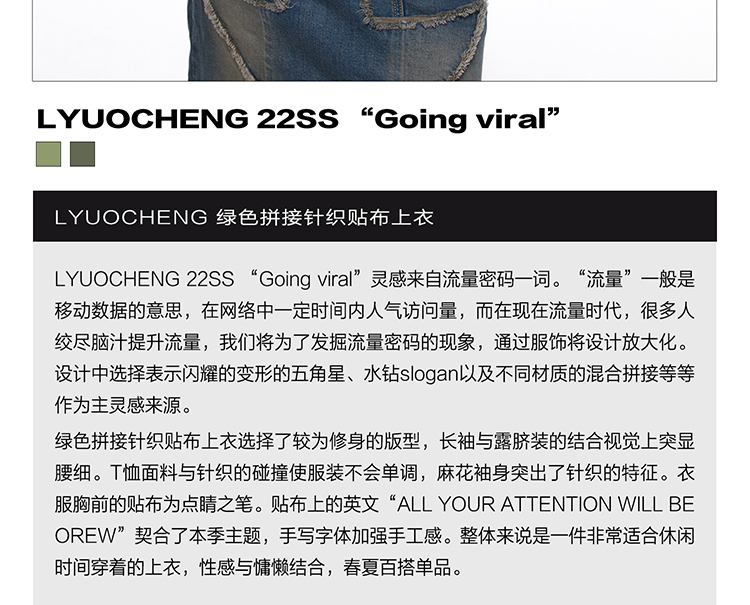 LYUOCHENG 22SS “Going viral”
LYUOCHENG 绿色拼接针织贴布上衣
LYUOCHENG 22SS “Going viral”灵感来自流量密码一词。“流量”一般是
移动数据的意思，在网络中一定时间内人气访问量，而在现在流量时代，很多人
绞尽脑汁提升流量，我们将为了发掘流量密码的现象，通过服饰将设计放大化。
设计中选择表示闪耀的变形的五角星、水钻slogan以及不同材质的混合拼接等等
作为主灵感来源。
绿色拼接针织贴布上衣选择了较为修身的版型，长袖与露脐装的结合视觉上突显
腰细。T恤面料与针织的碰撞使服装不会单调，麻花袖身突出了针织的特征。衣
服胸前的贴布为点睛之笔。贴布上的英文“ALL YOUR ATTENTION WILL BE
OREW”契合了本季主题，手写字体加强手工感。整体来说是一件非常适合休闲
时间穿着的上衣，性感与慵懒结合，春夏百搭单品。